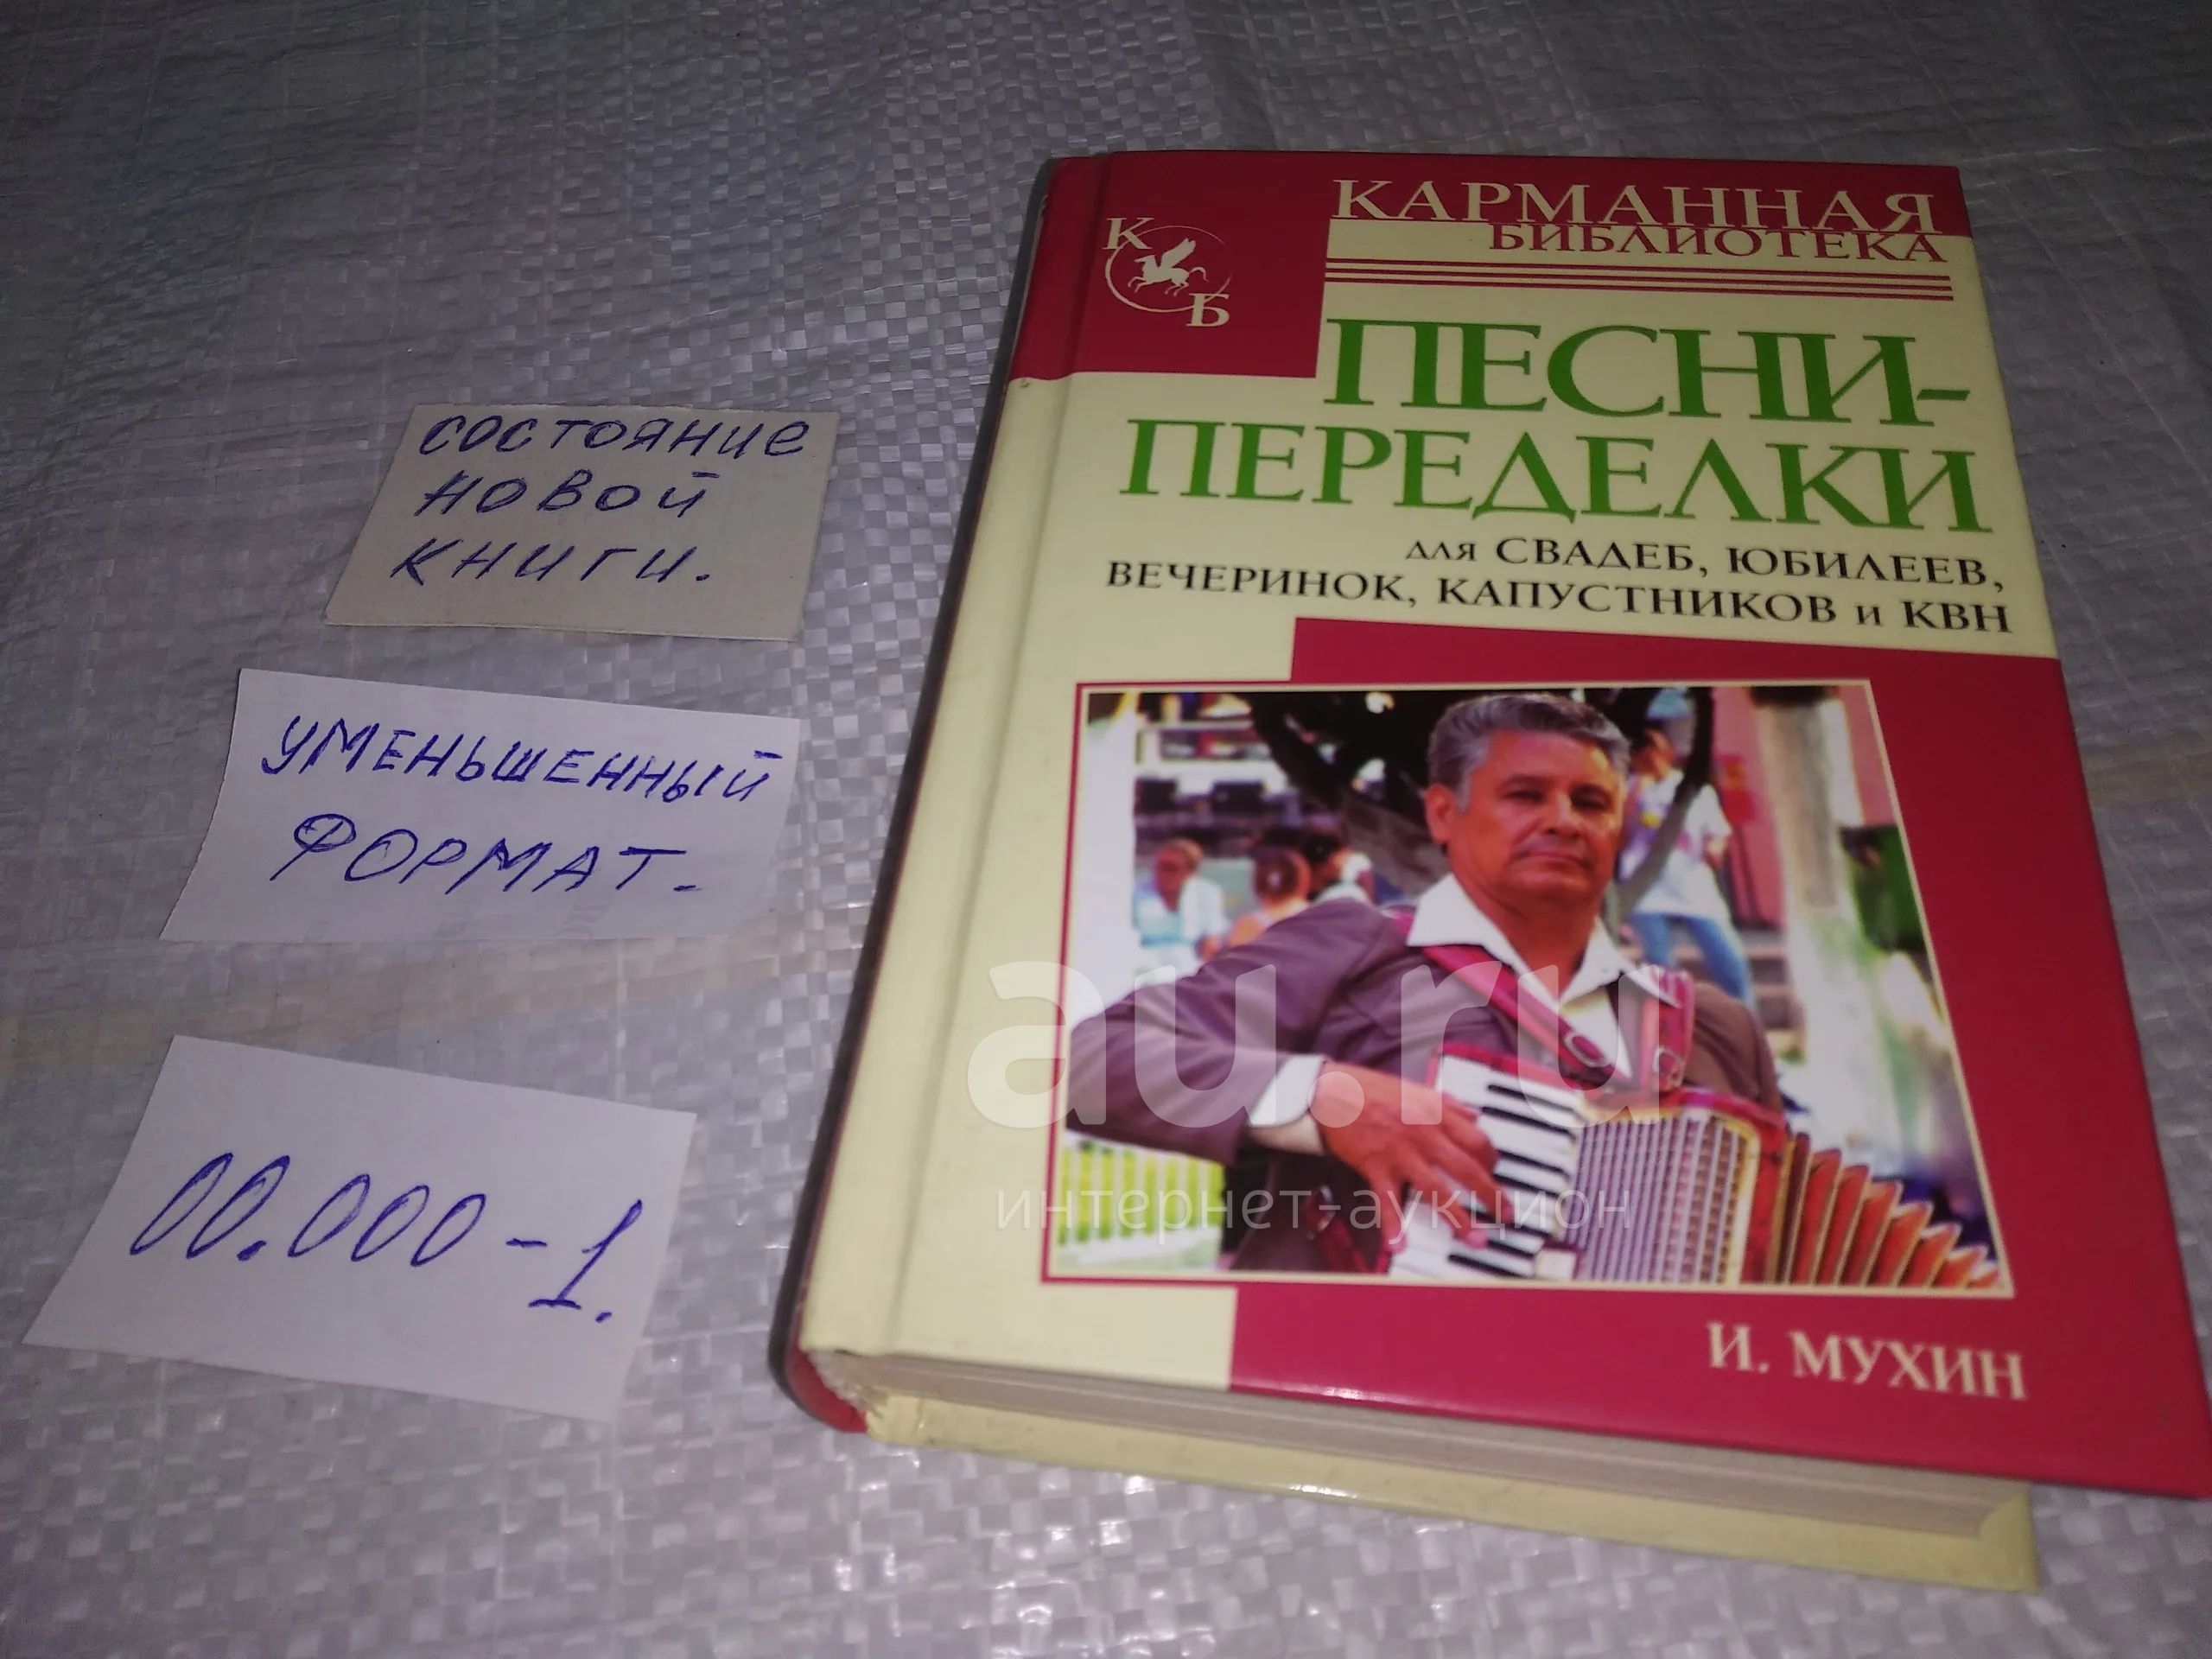 СОСТОЯНИЕ
НОВОЙ
КНИГИ.
УМЕНЬШЕННЫЙ
ФОРМАТ.
00.000-1.
К
Б
КАРМАННАЯ
БИБЛИОТЕКА
ПЕСНИ-
ПЕРЕДЕЛКИ
для СВАДЕБ, ЮБИЛЕЕВ,
ВЕЧЕРИНОК, КАПУСТНИКОВ и КВН
au.ru
интернет-аукцион
И. МУХИН